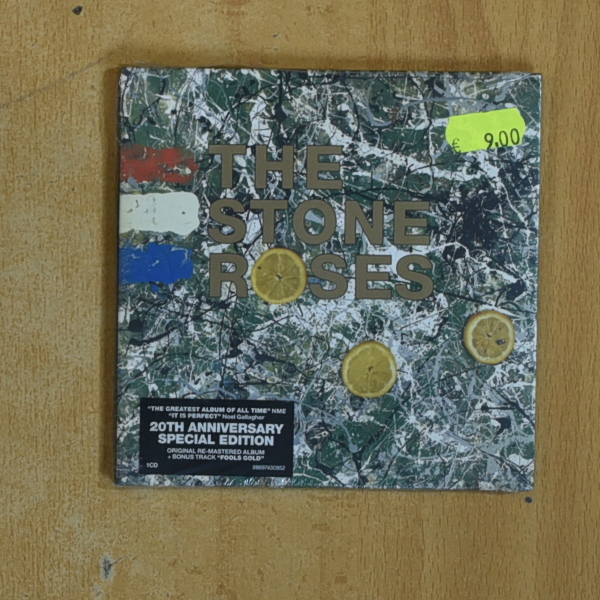 € 9.00
THE
STONE
ROSES
"THE GREATEST ALBUM OF ALL TIME" NME
"IT IS PERFECT" Noel Gallagher
20TH ANNIVERSARY
SPECIAL EDITION
ORIGINAL RE-MASTERED ALBUM
+ BONUS TRACK "FOOLS GOLD"
1CD 88697430852